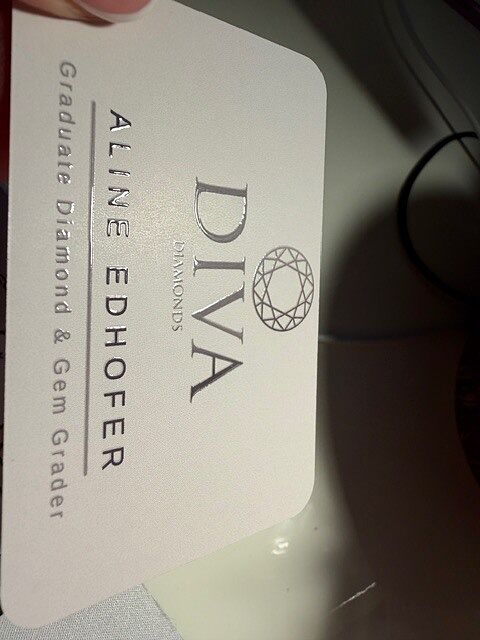 DIVA
DIAMONDS
ALINE EDHOFER
Graduate Diamond & Gem Grader